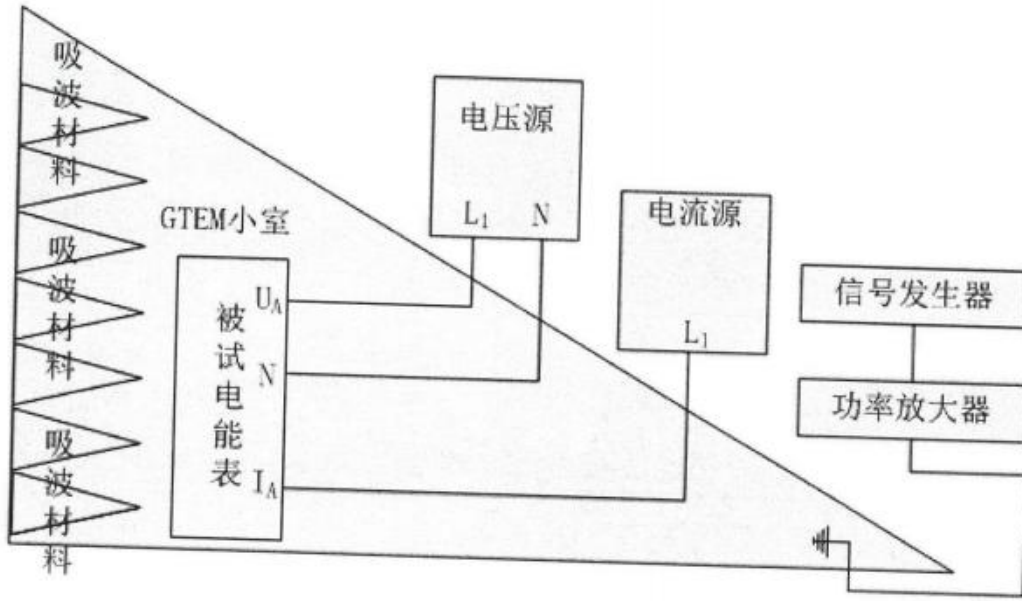 吸波材料
电压源
L₁ N
电流源
L₁
GTEM小室
吸波材料
信号发生器
功率放大器
被试电能表
U_A
N
I_A
吸波材料